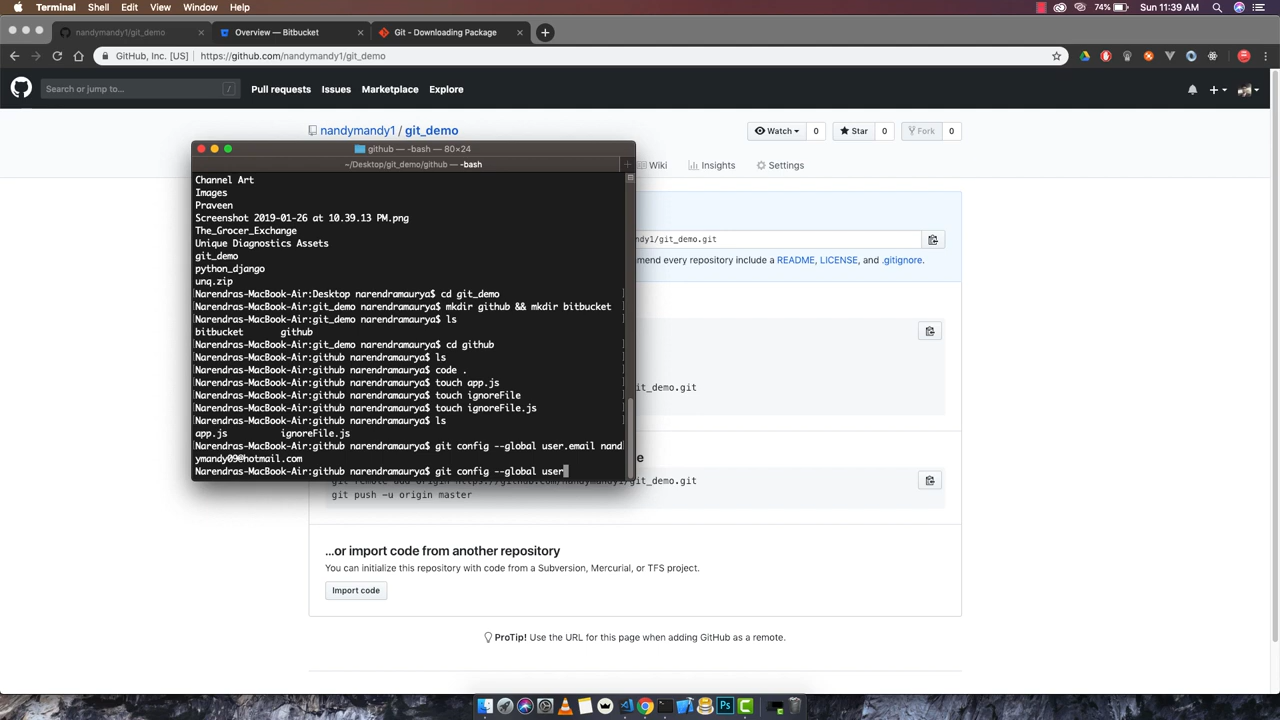 Terminal Shell Edit View Window Help 74% Sun 11:39 AM
nandymandy1/git_demo Overview — Bitbucket Git - Downloading Package
GitHub, Inc. [US] https://github.com/nandymandy1/git_demo
Search or jump to... / Pull requests Issues Marketplace Explore
nandymandy1 / git_demo Watch 0 Star 0 Fork 0
github — -bash — 80×24
~/Desktop/git_demo/github — -bash
Wiki Insights Settings
Channel Art
Images
Praveen
Screenshot 2019-01-26 at 10.39.13 PM.png
The_Grocer_Exchange
Unique Diagnostics Assets
git_demo
python_django
unq.zip
Narendras-MacBook-Air:Desktop narendramaurya$ cd git_demo
Narendras-MacBook-Air:git_demo narendramaurya$ mkdir github && mkdir bitbucket
Narendras-MacBook-Air:git_demo narendramaurya$ ls
bitbucket github
Narendras-MacBook-Air:git_demo narendramaurya$ cd github
Narendras-MacBook-Air:github narendramaurya$ ls
Narendras-MacBook-Air:github narendramaurya$ code .
Narendras-MacBook-Air:github narendramaurya$ touch app.js
Narendras-MacBook-Air:github narendramaurya$ touch ignoreFile
Narendras-MacBook-Air:github narendramaurya$ touch ignoreFile.js
Narendras-MacBook-Air:github narendramaurya$ ls
app.js ignoreFile.js
Narendras-MacBook-Air:github narendramaurya$ git config --global user.email nand
ymandy09@hotmail.com
Narendras-MacBook-Air:github narendramaurya$ git config --global user
ndy1/git_demo.git
mend every repository include a README, LICENSE, and .gitignore.
it_demo.git
ne
git remote add origin https://github.com/nandymandy1/git_demo.git
git push -u origin master
...or import code from another repository
You can initialize this repository with code from a Subversion, Mercurial, or TFS project.
Import code
ProTip! Use the URL for this page when adding GitHub as a remote.